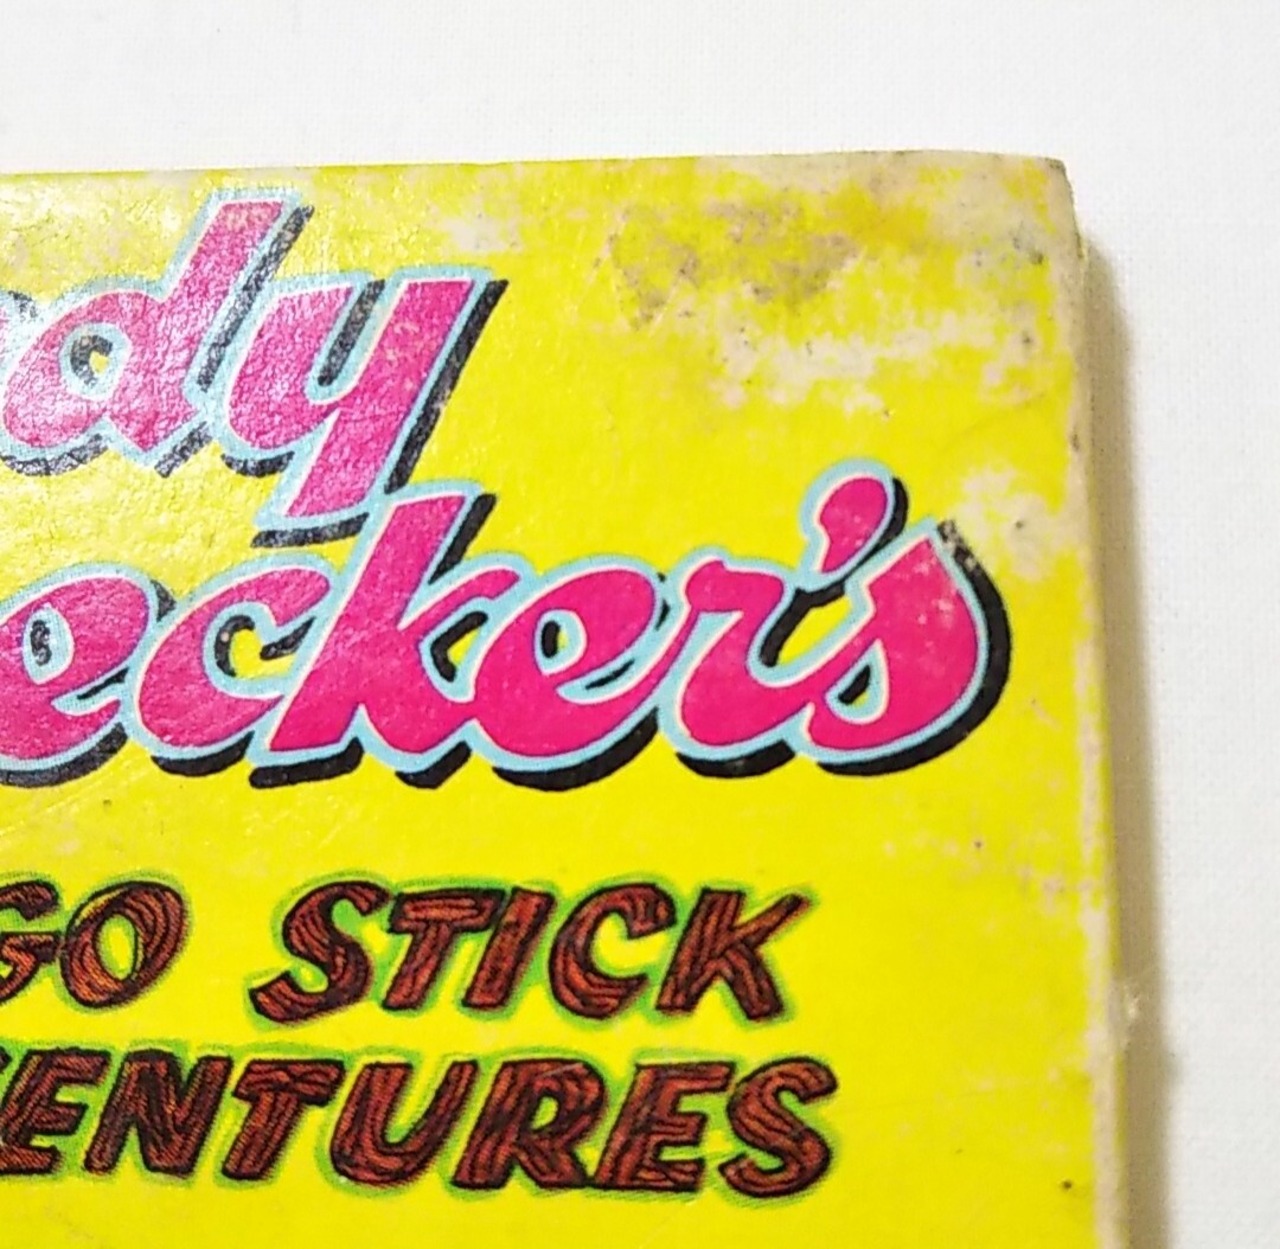 dy
ecker's
GO STICK
ENTURES